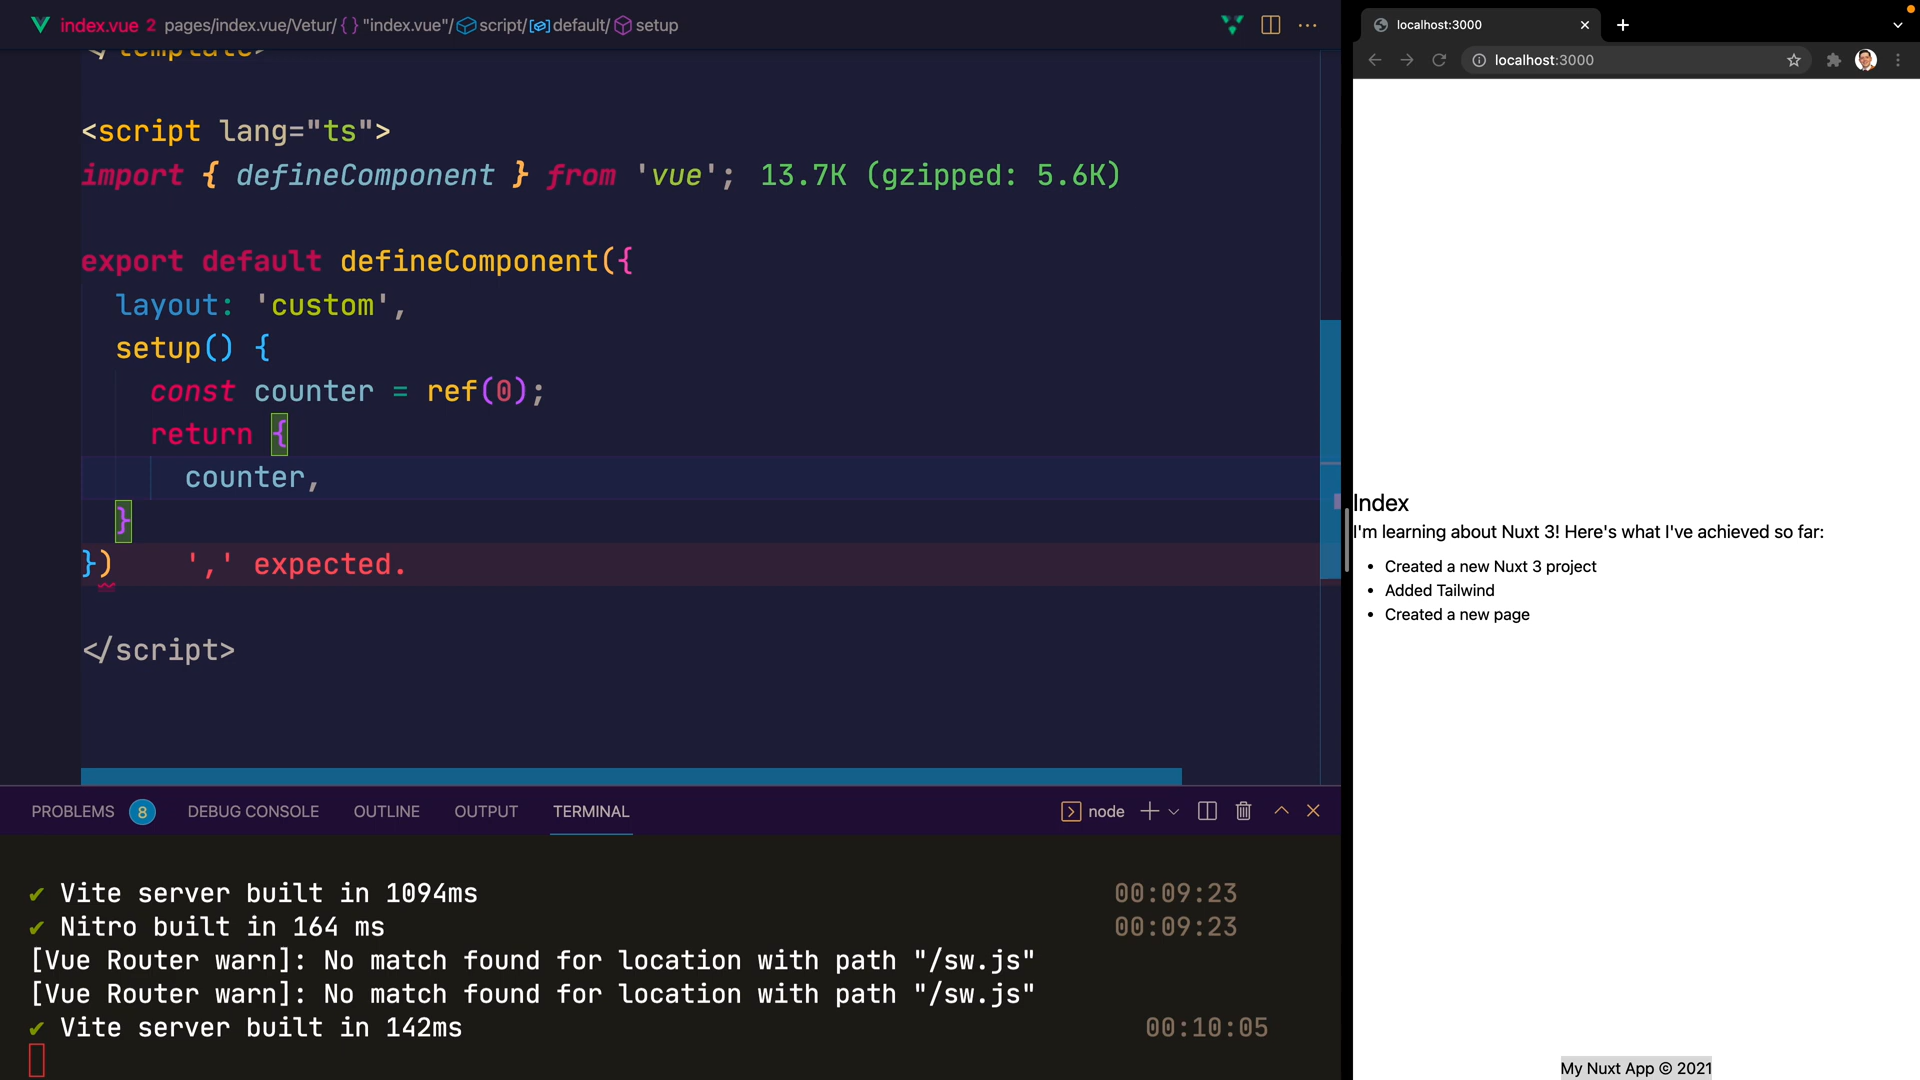 index.vue 2 pages/index.vue/Vetur/{ } "index.vue"/ script/ default/ setup
</template>
<script lang="ts">
import { defineComponent } from 'vue'; 13.7K (gzipped: 5.6K)
export default defineComponent({
layout: 'custom',
setup() {
const counter = ref(0);
return {
counter,
}
}) ',' expected.
</script>
PROBLEMS 8 DEBUG CONSOLE OUTLINE OUTPUT TERMINAL node
✔ Vite server built in 1094ms 00:09:23
✔ Nitro built in 164 ms 00:09:23
[Vue Router warn]: No match found for location with path "/sw.js"
[Vue Router warn]: No match found for location with path "/sw.js"
✔ Vite server built in 142ms 00:10:05
localhost:3000
localhost:3000
Index
I'm learning about Nuxt 3! Here's what I've achieved so far:
• Created a new Nuxt 3 project
• Added Tailwind
• Created a new page
My Nuxt App © 2021